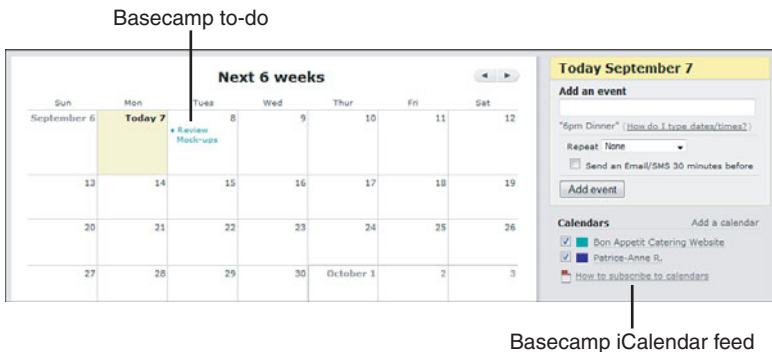 Basecamp to-do
Next 6 weeks
Sun Mon Tues Wed Thur Fri Sat
September 6 Today 7 8 9 10 11 12
• Review
Mock-ups
13 14 15 16 17 18 19
20 21 22 23 24 25 26
27 28 29 30 October 1 2 3
Today September 7
Add an event
"6pm Dinner" (How do I type dates/times?)
Repeat None
Send an Email/SMS 30 minutes before
Add event
Calendars Add a calendar
Bon Appetit Catering Website
Patrice-Anne R.
How to subscribe to calendars
Basecamp iCalendar feed